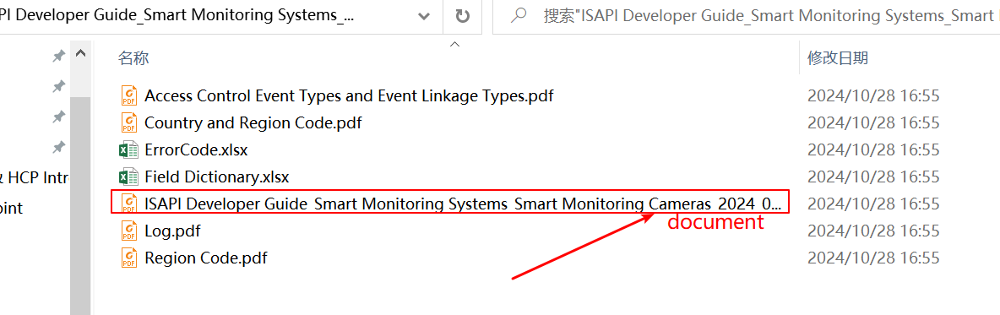 PI Developer Guide_Smart Monitoring Systems_...
搜索"ISAPI Developer Guide_Smart Monitoring Systems_Smart
名称
修改日期
Access Control Event Types and Event Linkage Types.pdf
2024/10/28 16:55
Country and Region Code.pdf
2024/10/28 16:55
ErrorCode.xlsx
2024/10/28 16:55
HCP Intr
Field Dictionary.xlsx
2024/10/28 16:55
oint
ISAPI Developer Guide_Smart Monitoring Systems_Smart Monitoring Cameras_2024_0...
2024/10/28 16:55
document
Log.pdf
2024/10/28 16:55
Region Code.pdf
2024/10/28 16:55